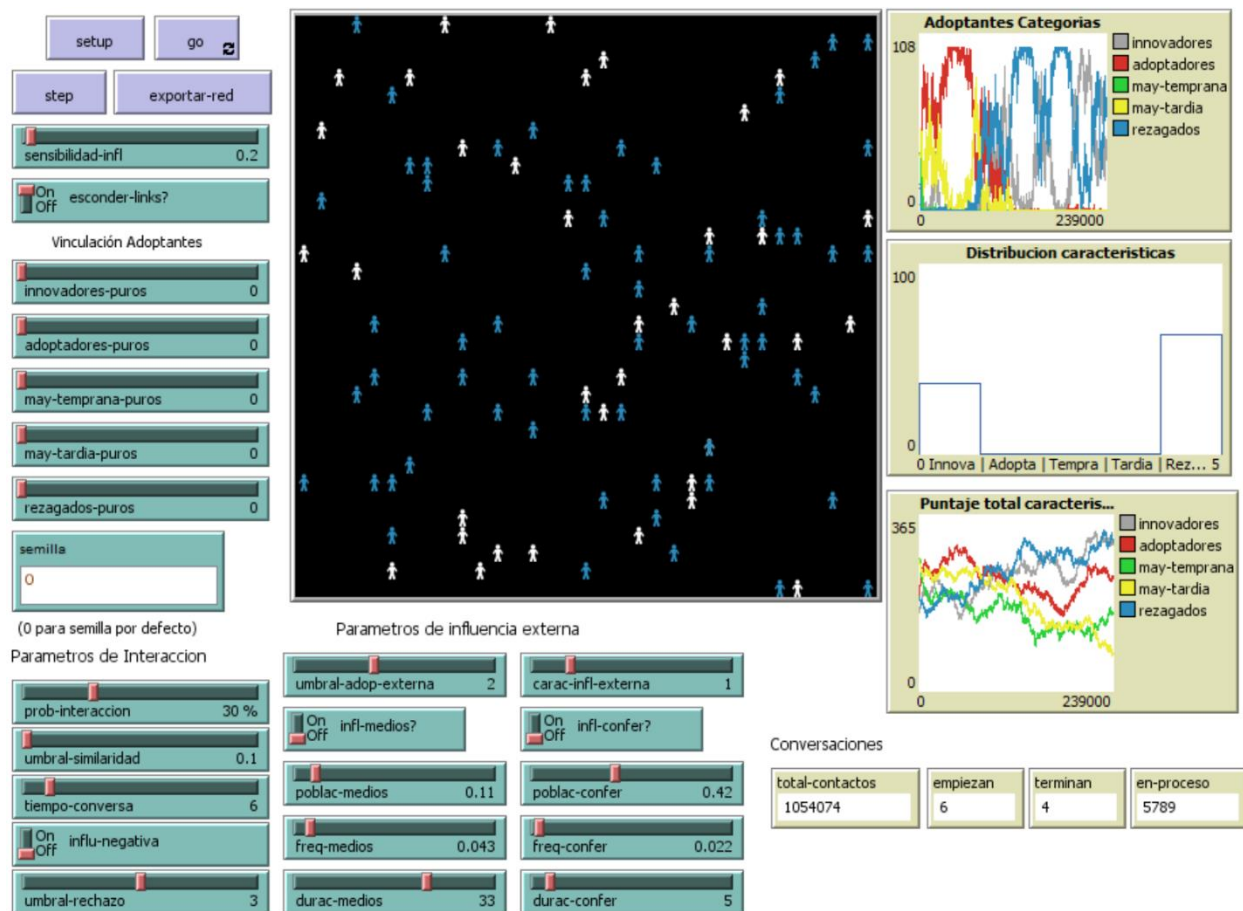 setup
go
step
exportar-red
sensibilidad-infl 0.2
On
Off
esconder-links?
Vinculación Adoptantes
innovadores-puros 0
adoptadores-puros 0
may-temprana-puros 0
may-tardia-puros 0
rezagados-puros 0
semilla
0
(0 para semilla por defecto)
Parametros de Interaccion
prob-interaccion 30 %
umbral-similaridad 0.1
tiempo-conversa 6
On
Off
influ-negativa
umbral-rechazo 3
Parametros de influencia externa
umbral-adop-externa 2
carac-infl-externa 1
On
Off
infl-medios?
On
Off
infl-confer?
poblac-medios 0.11
poblac-confer 0.42
freq-medios 0.043
freq-confer 0.022
durac-medios 33
durac-confer 5
Adoptantes Categorias
108
0
0 239000
innovadores
adoptadores
may-temprana
may-tardia
rezagados
Distribucion caracteristicas
100
0
0 Innova | Adopta | Tempra | Tardia | Rez... 5
Puntaje total caracteris...
365
0
0 239000
innovadores
adoptadores
may-temprana
may-tardia
rezagados
Conversaciones
total-contactos
1054074
empiezan
6
terminan
4
en-proceso
5789